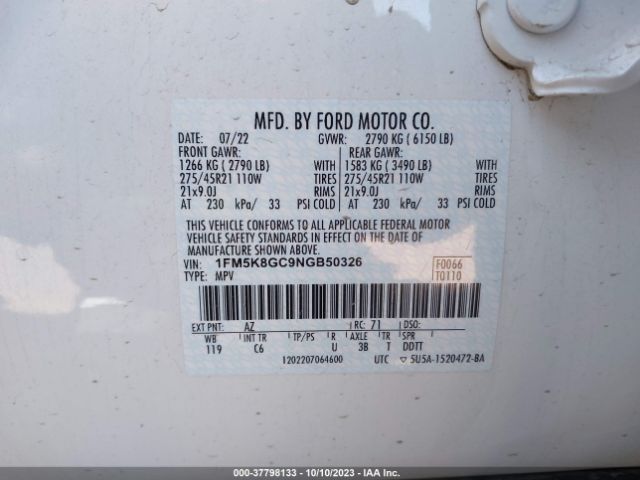 MFD. BY FORD MOTOR CO.
DATE: 07/22 GVWR: 2790 KG ( 6150 LB)
FRONT GAWR: REAR GAWR:
1266 KG ( 2790 LB) WITH 1583 KG ( 3490 LB) WITH
275/45R21 110W TIRES 275/45R21 110W TIRES
21x9.0J RIMS 21x9.0J RIMS
AT 230 kPa/ 33 PSI COLD AT 230 kPa/ 33 PSI COLD
THIS VEHICLE CONFORMS TO ALL APPLICABLE FEDERAL MOTOR
VEHICLE SAFETY STANDARDS IN EFFECT ON THE DATE OF
MANUFACTURE SHOWN ABOVE.
VIN: 1FM5K8GC9NGB50326 F0066
TYPE: MPV T0110
EXT PNT: AZ RC: 71 DSO:
WB INT TR TP/PS R AXLE TR SPR
119 C6 U 3B T DDTT
1202207064600 UTC ▽ 5U5A-1520472-BA
000-37798133 - 10/10/2023 - IAA Inc.